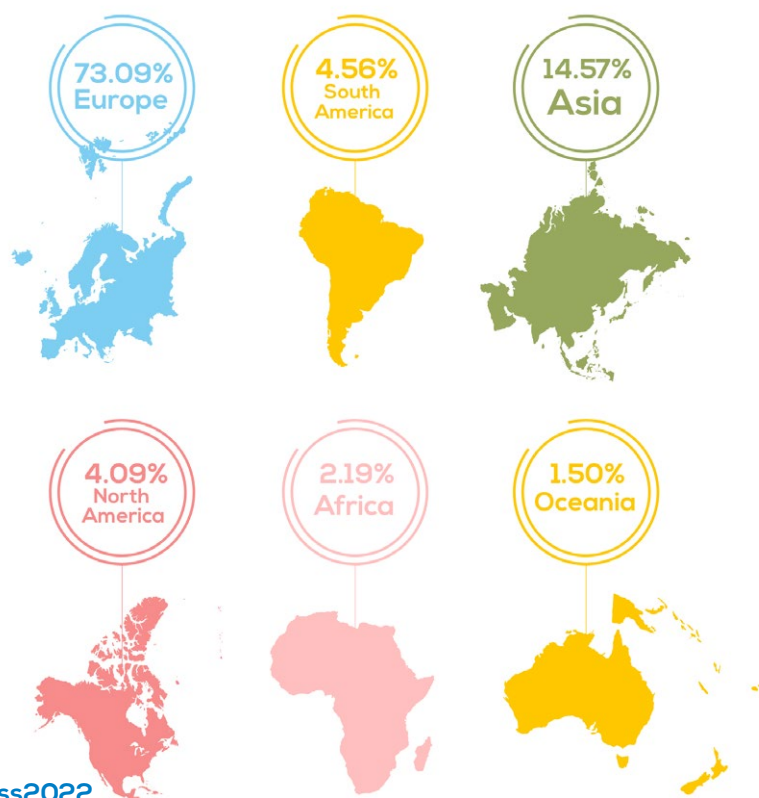 73.09%
Europe
4.56%
South
America
14.57%
Asia
4.09%
North
America
2.19%
Africa
1.50%
Oceania
ss2022